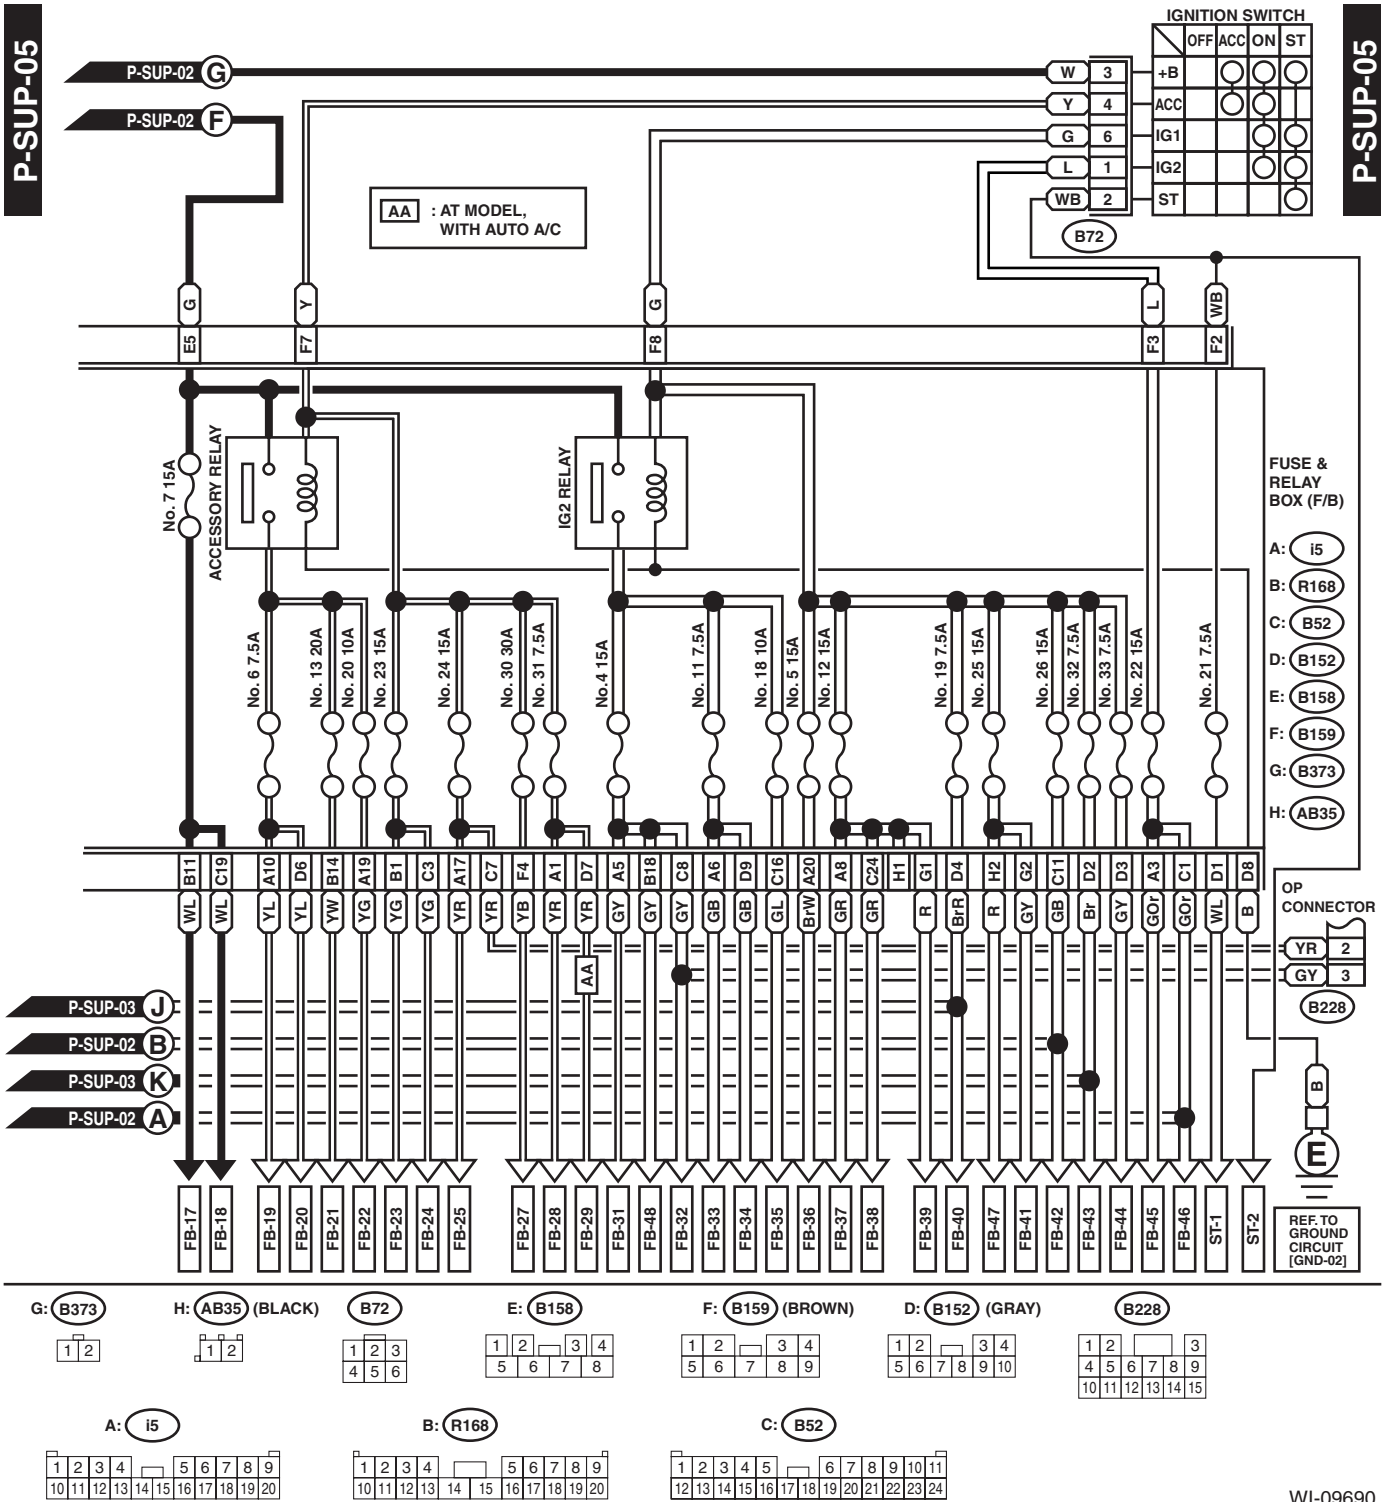 IGNITION SWITCH
P-SUP-05
P-SUP-05
OFF ACC ON ST
P-SUP-02 G
W 3 +B
Y 4 ACC
P-SUP-02 F
G 6 IG1
L 1 IG2
WB 2 ST
AA : AT MODEL,
WITH AUTO A/C
B72
G Y G L WB
E5 F7 F8 F3 F2
No. 7 15A
ACCESSORY RELAY
IG2 RELAY
FUSE &
RELAY
BOX (F/B)
A: i5
B: R168
C: B52
D: B152
E: B158
F: B159
G: B373
H: AB35
No. 6 7.5A
No. 13 20A
No. 20 10A
No. 23 15A
No. 24 15A
No. 30 30A
No. 31 7.5A
No.4 15A
No. 11 7.5A
No. 18 10A
No. 5 15A
No. 12 15A
No. 19 7.5A
No. 25 15A
No. 26 15A
No. 32 7.5A
No. 33 7.5A
No. 22 15A
No. 21 7.5A
B11 C19 A10 D6 B14 A19 B1 C3 A17 C7 F4 A1 D7 A5 B18 C8 A6 D9 C16 A20 A8 C24 H1 G1 D4 H2 G2 C11 D2 D3 A3 C1 D1 D8
WL WL YL YL YW YG YG YG YR YR YB YR YR GY GY GY GB GB GL BrW GR GR R BrR R GY GB Br GY GOr GOr WL B
OP
CONNECTOR
YR 2
GY 3
B228
AA
P-SUP-03 J
P-SUP-02 B
P-SUP-03 K
P-SUP-02 A
B
E
FB-17 FB-18 FB-19 FB-20 FB-21 FB-22 FB-23 FB-24 FB-25 FB-27 FB-28 FB-29 FB-31 FB-48 FB-32 FB-33 FB-34 FB-35 FB-36 FB-37 FB-38 FB-39 FB-40 FB-47 FB-41 FB-42 FB-43 FB-44 FB-45 FB-46 ST-1 ST-2
REF. TO
GROUND
CIRCUIT
[GND-02]
G: B373
1 2
H: AB35 (BLACK)
1 2
B72
1 2 3
4 5 6
E: B158
1 2 3 4
5 6 7 8
F: B159 (BROWN)
1 2 3 4
5 6 7 8 9
D: B152 (GRAY)
1 2 3 4
5 6 7 8 9 10
B228
1 2 3
4 5 6 7 8 9
10 11 12 13 14 15
A: i5
1 2 3 4 5 6 7 8 9
10 11 12 13 14 15 16 17 18 19 20
B: R168
1 2 3 4 5 6 7 8 9
10 11 12 13 14 15 16 17 18 19 20
C: B52
1 2 3 4 5 6 7 8 9 10 11
12 13 14 15 16 17 18 19 20 21 22 23 24
WI-09690